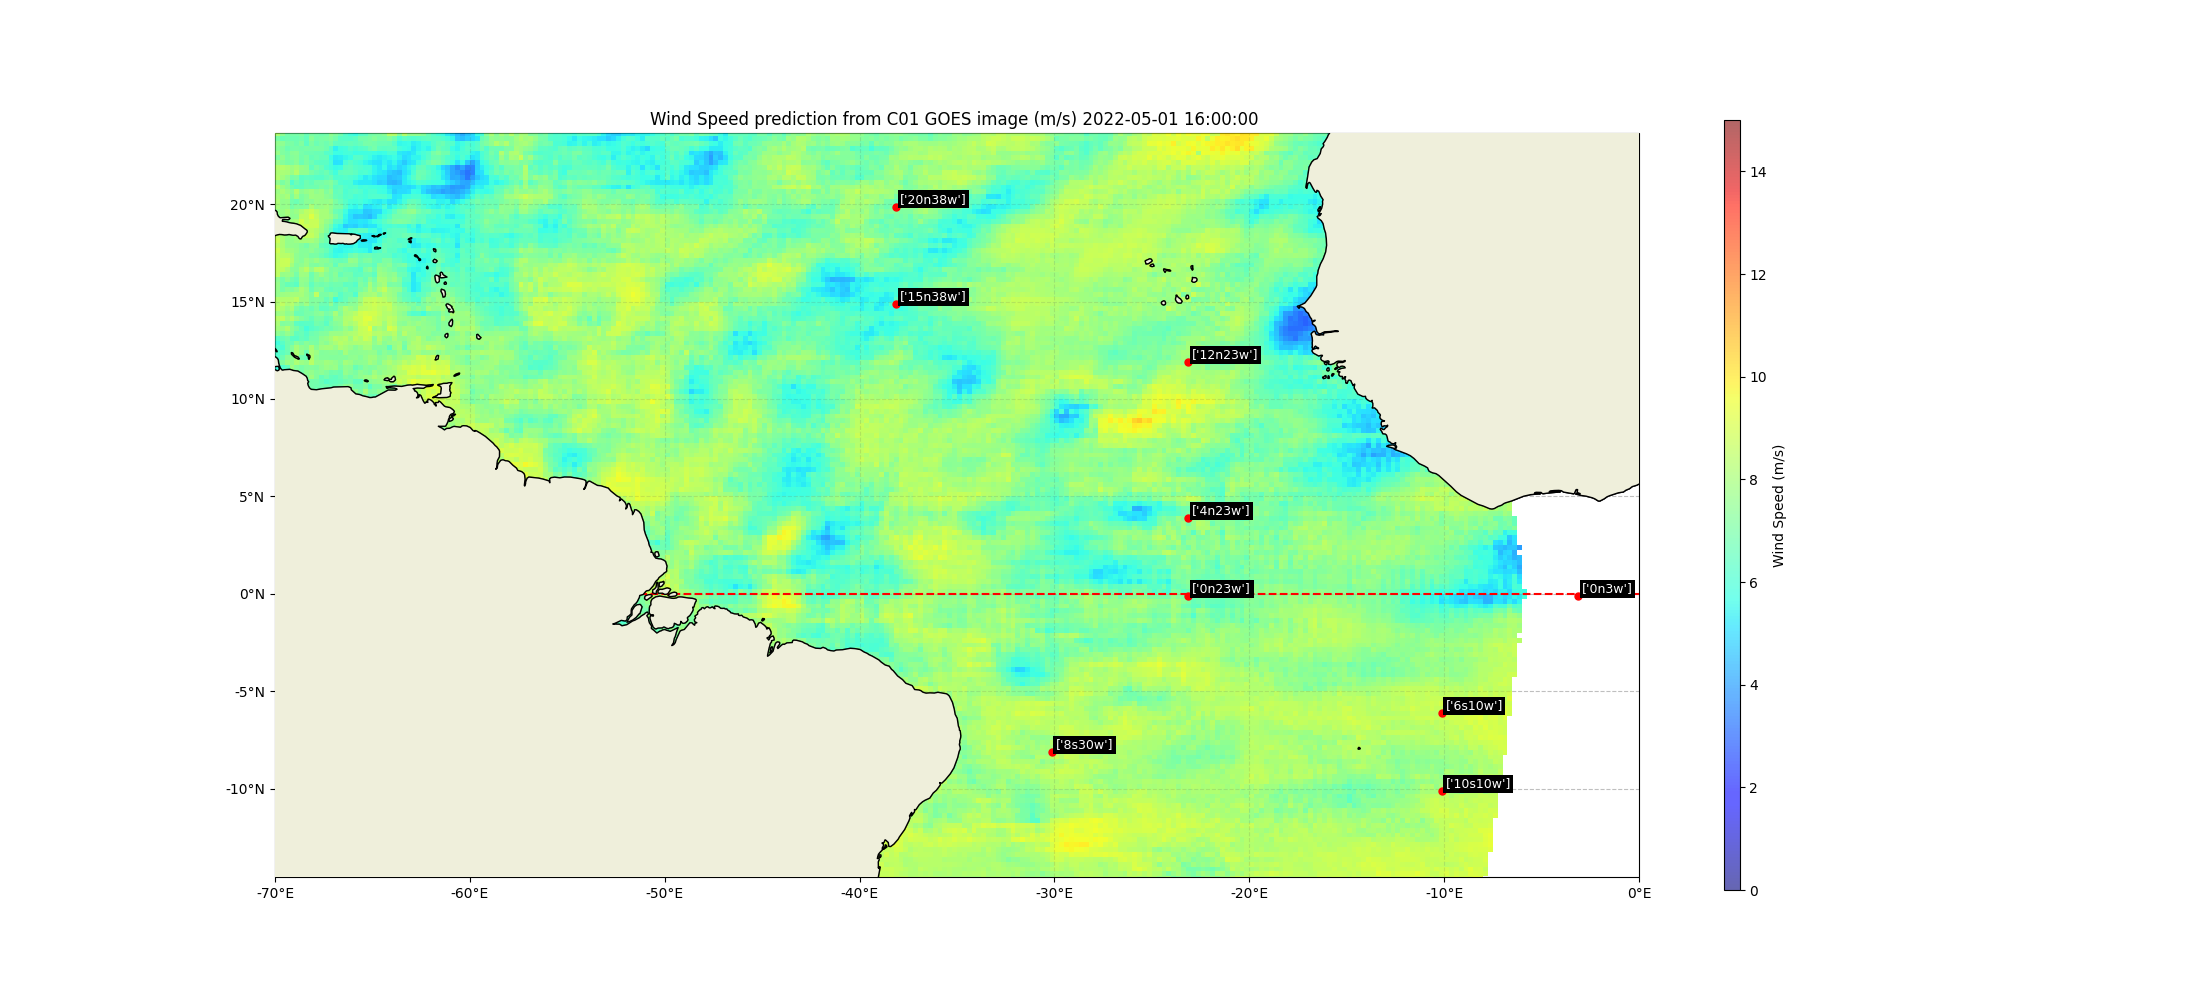 Wind Speed prediction from C01 GOES image (m/s) 2022-05-01 16:00:00
20°N
15°N
10°N
5°N
0°N
-5°N
-10°N
-70°E
-60°E
-50°E
-40°E
-30°E
-20°E
-10°E
0°E
['20n38w']
['15n38w']
['12n23w']
['4n23w']
['0n23w']
['0n3w']
['6s10w']
['8s30w']
['10s10w']
14
12
10
8
6
4
2
0
Wind Speed (m/s)